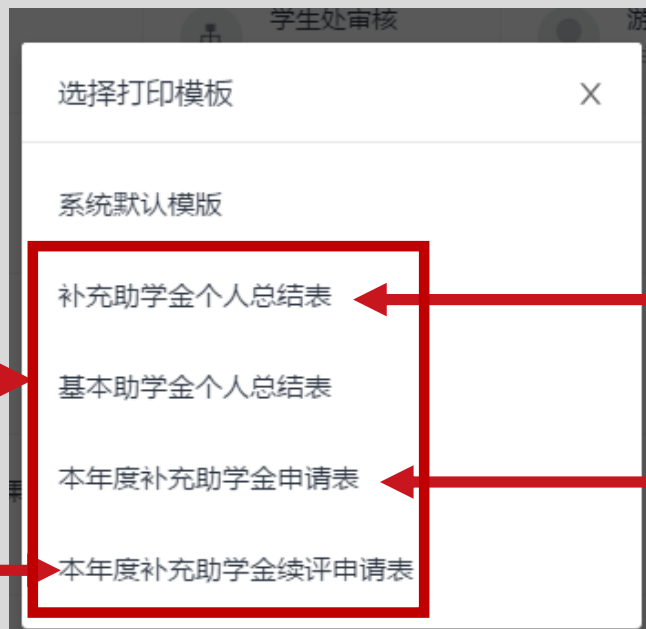 学生处审核
游
选择打印模板
系统默认模版
补充助学金个人总结表
基本助学金个人总结表
本年度补充助学金申请表
本年度补充助学金续评申请表